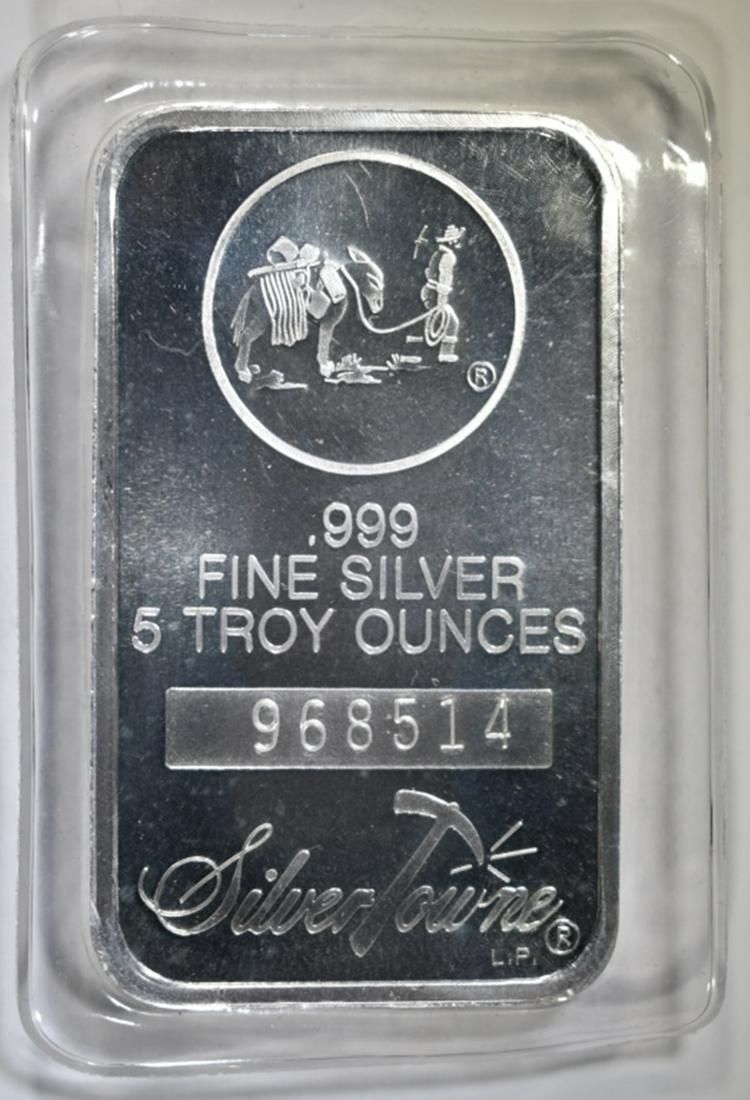 ®
.999
FINE SILVER
5 TROY OUNCES
968514
SilverTowne ®
L.P.